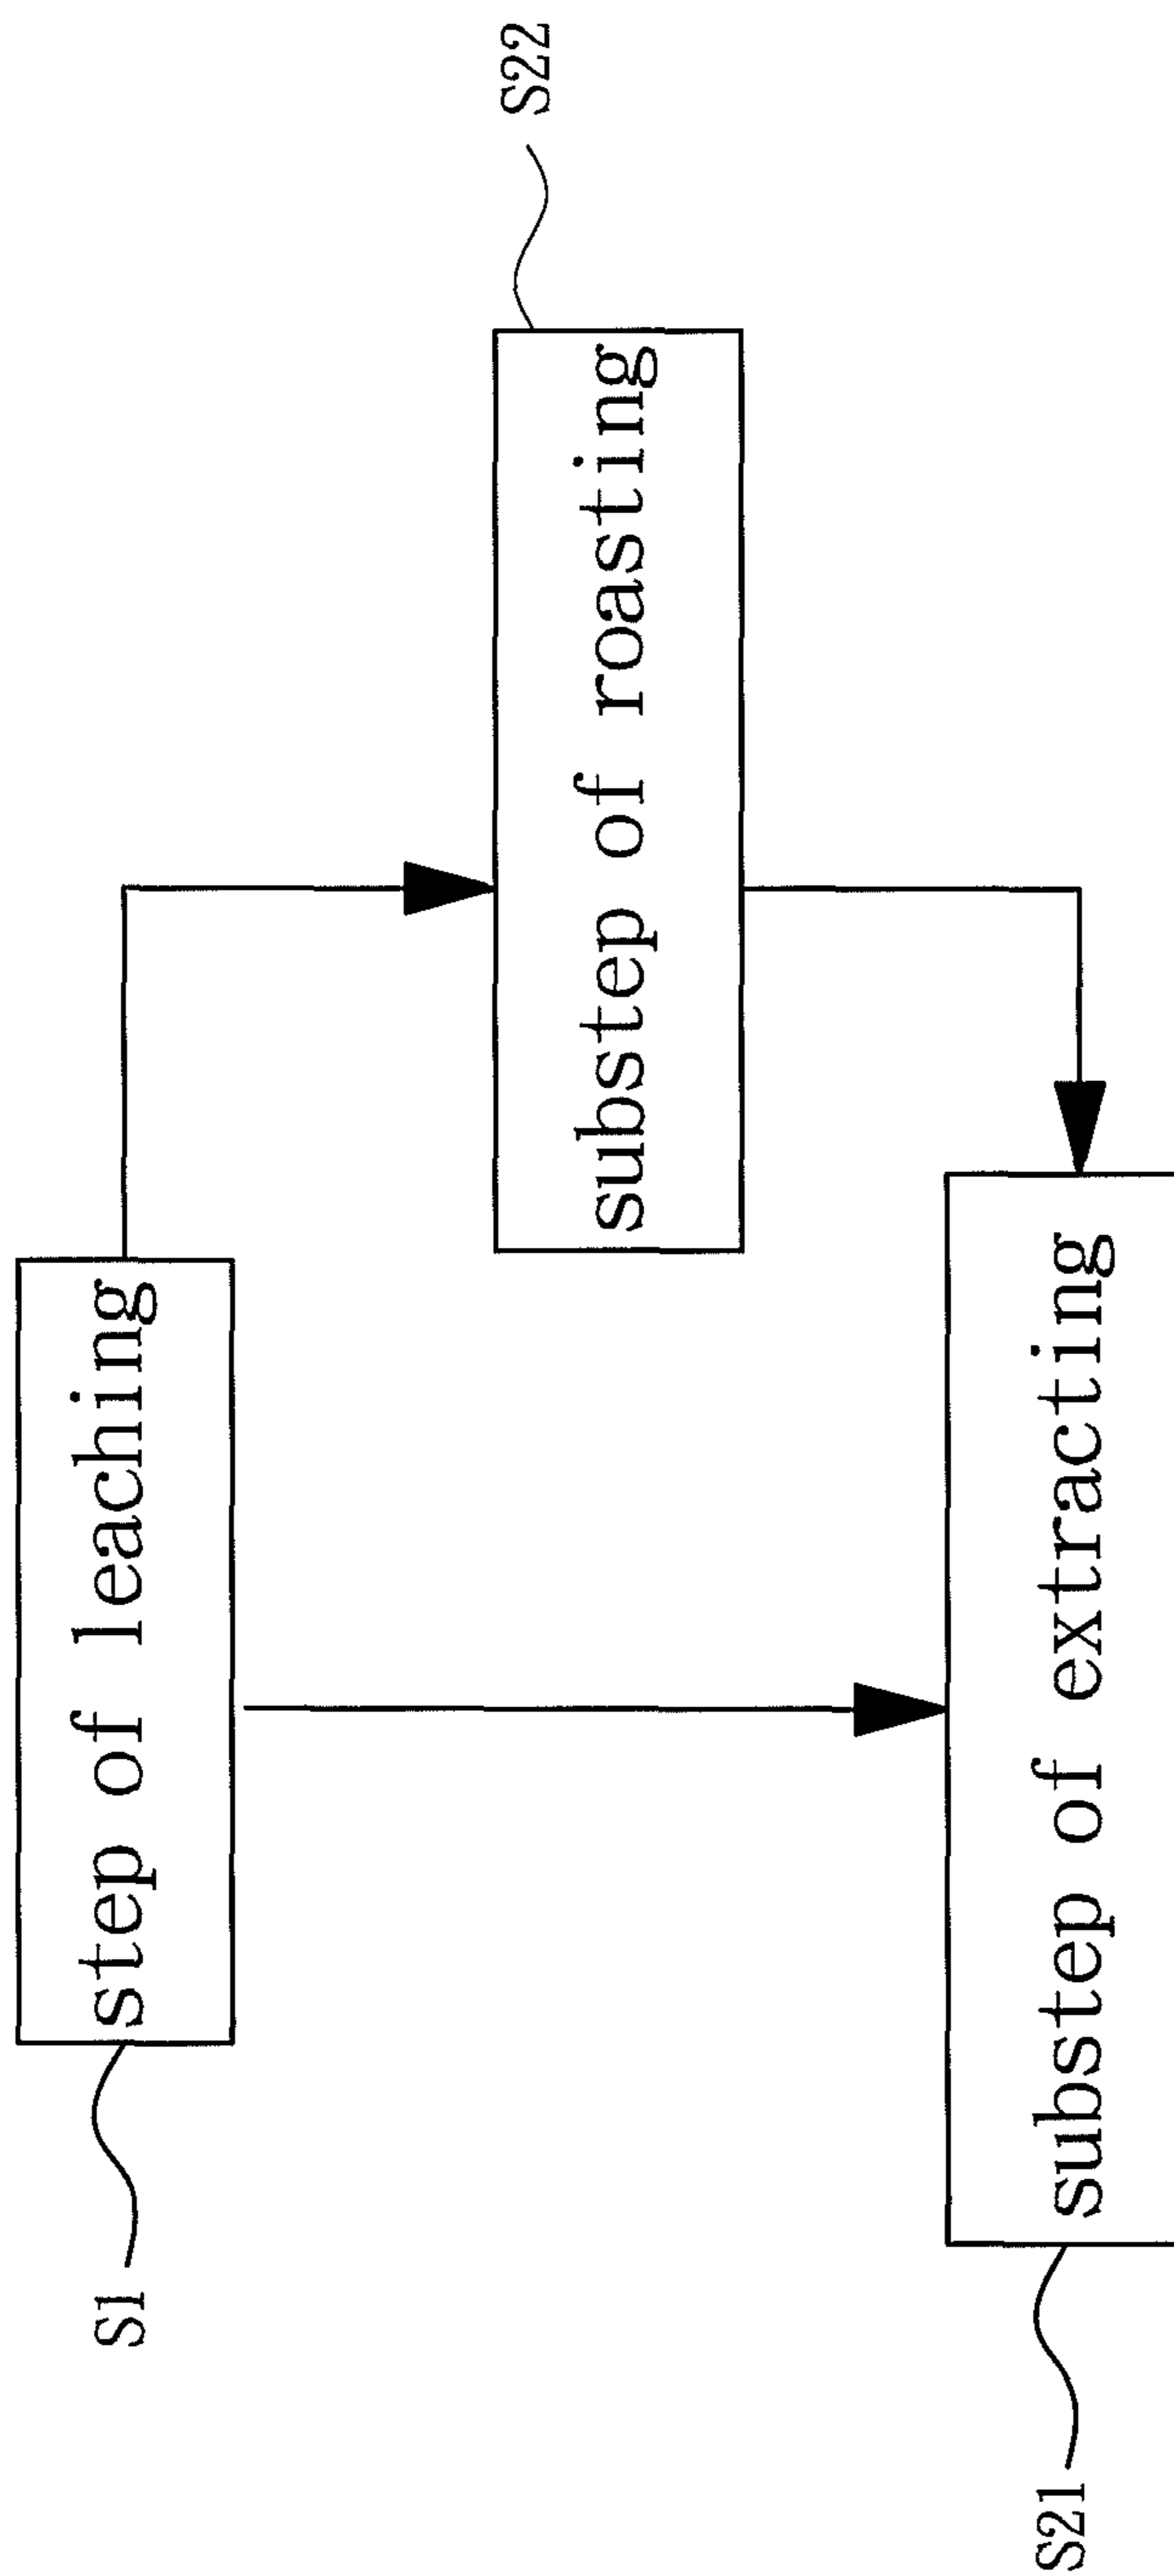 S1
step of leaching
substep of roasting
S22
S21
substep of extracting